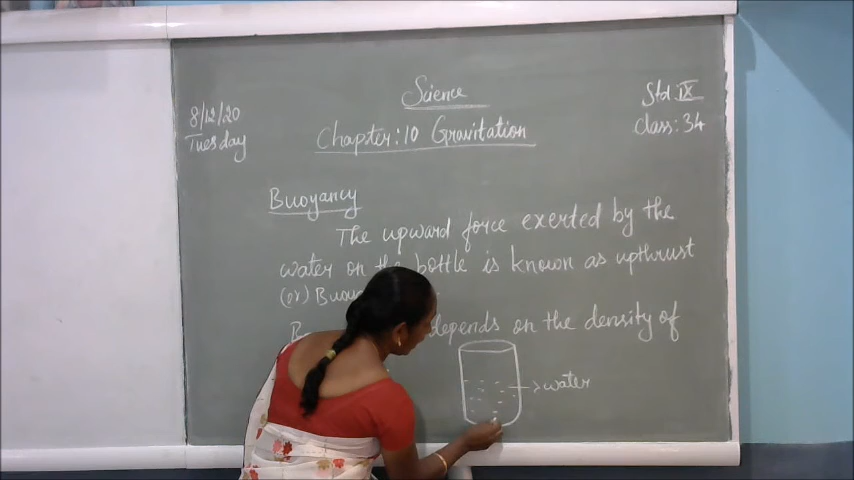 Science
8/12/20
Tuesday
Std: IX
Class: 34
Chapter: 10 Gravitation
Buoyancy
The upward force exerted by the
water on the bottle is known as upthrust
(or)
depends on the density of
water